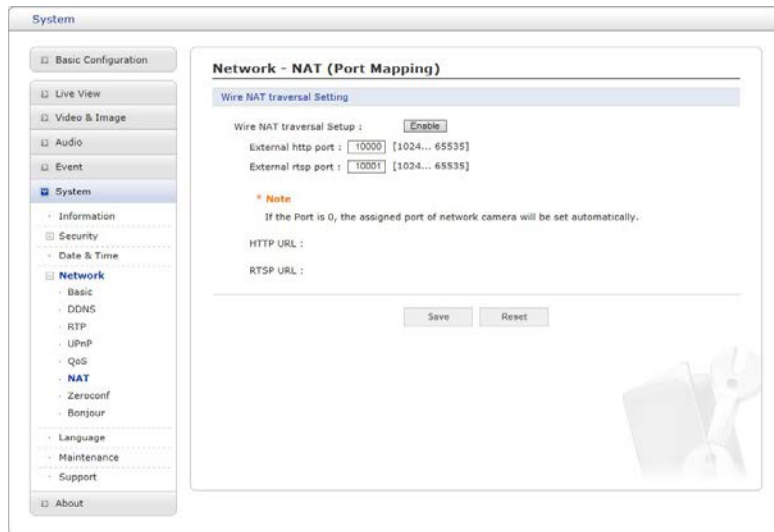 System
Basic Configuration
Live View
Video & Image
Audio
Event
System
Information
Security
Date & Time
Network
Basic
DDNS
RTP
UPnP
QoS
NAT
Zeroconf
Bonjour
Language
Maintenance
Support
About
Network - NAT (Port Mapping)
Wire NAT traversal Setting
Wire NAT traversal Setup : Enable
External http port : 10000 [1024... 65535]
External rtsp port : 10001 [1024... 65535]
* Note
If the Port is 0, the assigned port of network camera will be set automatically.
HTTP URL :
RTSP URL :
Save Reset